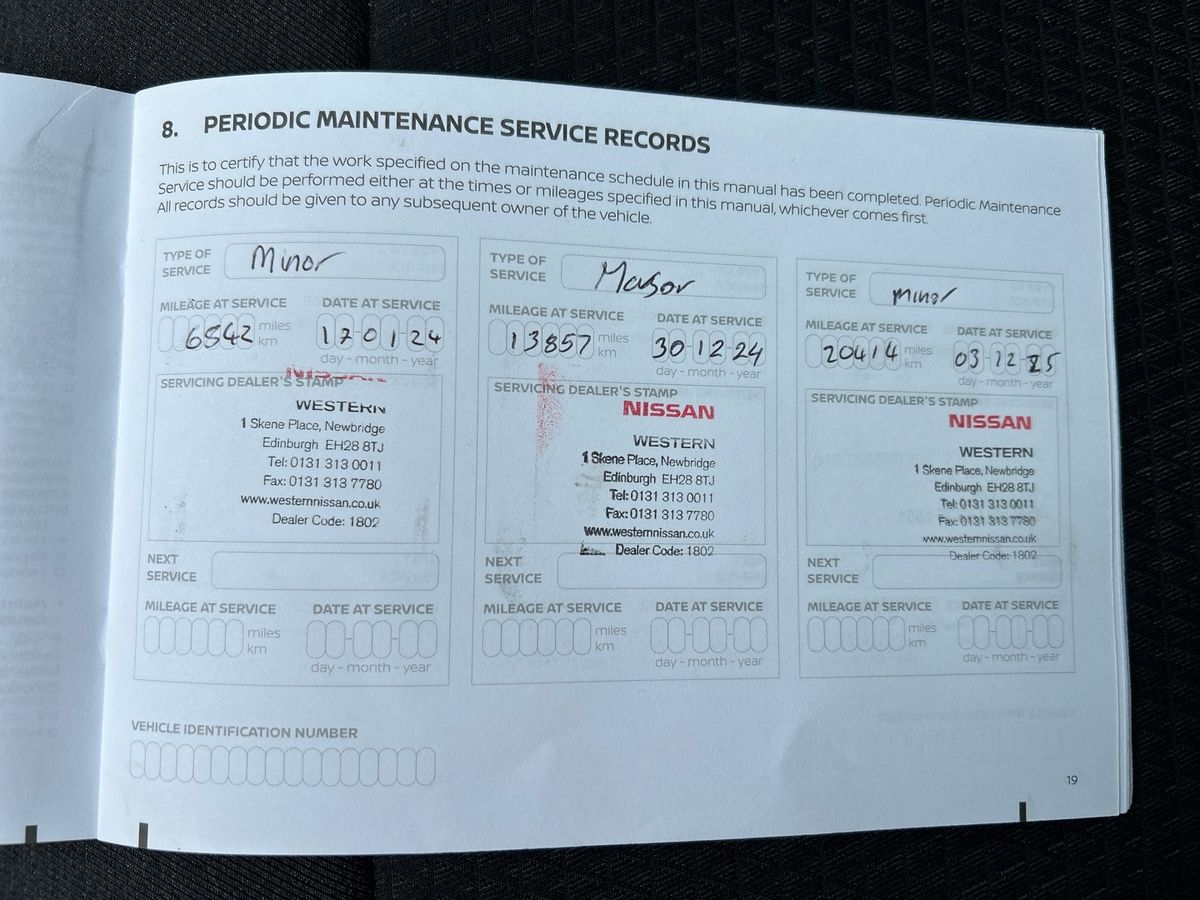 8. PERIODIC MAINTENANCE SERVICE RECORDS
This is to certify that the work specified on the maintenance schedule in this manual has been completed. Periodic Maintenance
Service should be performed either at the times or mileages specified in this manual, whichever comes first.
All records should be given to any subsequent owner of the vehicle.
TYPE OF
SERVICE
Minor
MILEAGE AT SERVICE
DATE AT SERVICE
6842
miles
km
17-01-24
day - month - year
SERVICING DEALER'S STAMP
NISSAN
WESTERN
1 Skene Place, Newbridge
Edinburgh EH28 8TJ
Tel: 0131 313 0011
Fax: 0131 313 7780
www.westernnissan.co.uk
Dealer Code: 1802
NEXT
SERVICE
MILEAGE AT SERVICE
DATE AT SERVICE
miles
km
day - month - year
TYPE OF
SERVICE
Major
MILEAGE AT SERVICE
DATE AT SERVICE
13857
miles
km
30-12-24
day - month - year
SERVICING DEALER'S STAMP
NISSAN
WESTERN
1 Skene Place, Newbridge
Edinburgh EH28 8TJ
Tel: 0131 313 0011
Fax: 0131 313 7780
www.westernnissan.co.uk
Dealer Code: 1802
NEXT
SERVICE
MILEAGE AT SERVICE
DATE AT SERVICE
miles
km
day - month - year
TYPE OF
SERVICE
minor
MILEAGE AT SERVICE
DATE AT SERVICE
20414
miles
km
03-12-25
day - month - year
SERVICING DEALER'S STAMP
NISSAN
WESTERN
1 Skene Place, Newbridge
Edinburgh EH28 8TJ
Tel: 0131 313 0011
Fax: 0131 313 7780
www.westernnissan.co.uk
Dealer Code: 1802
NEXT
SERVICE
MILEAGE AT SERVICE
DATE AT SERVICE
miles
km
day - month - year
VEHICLE IDENTIFICATION NUMBER
19